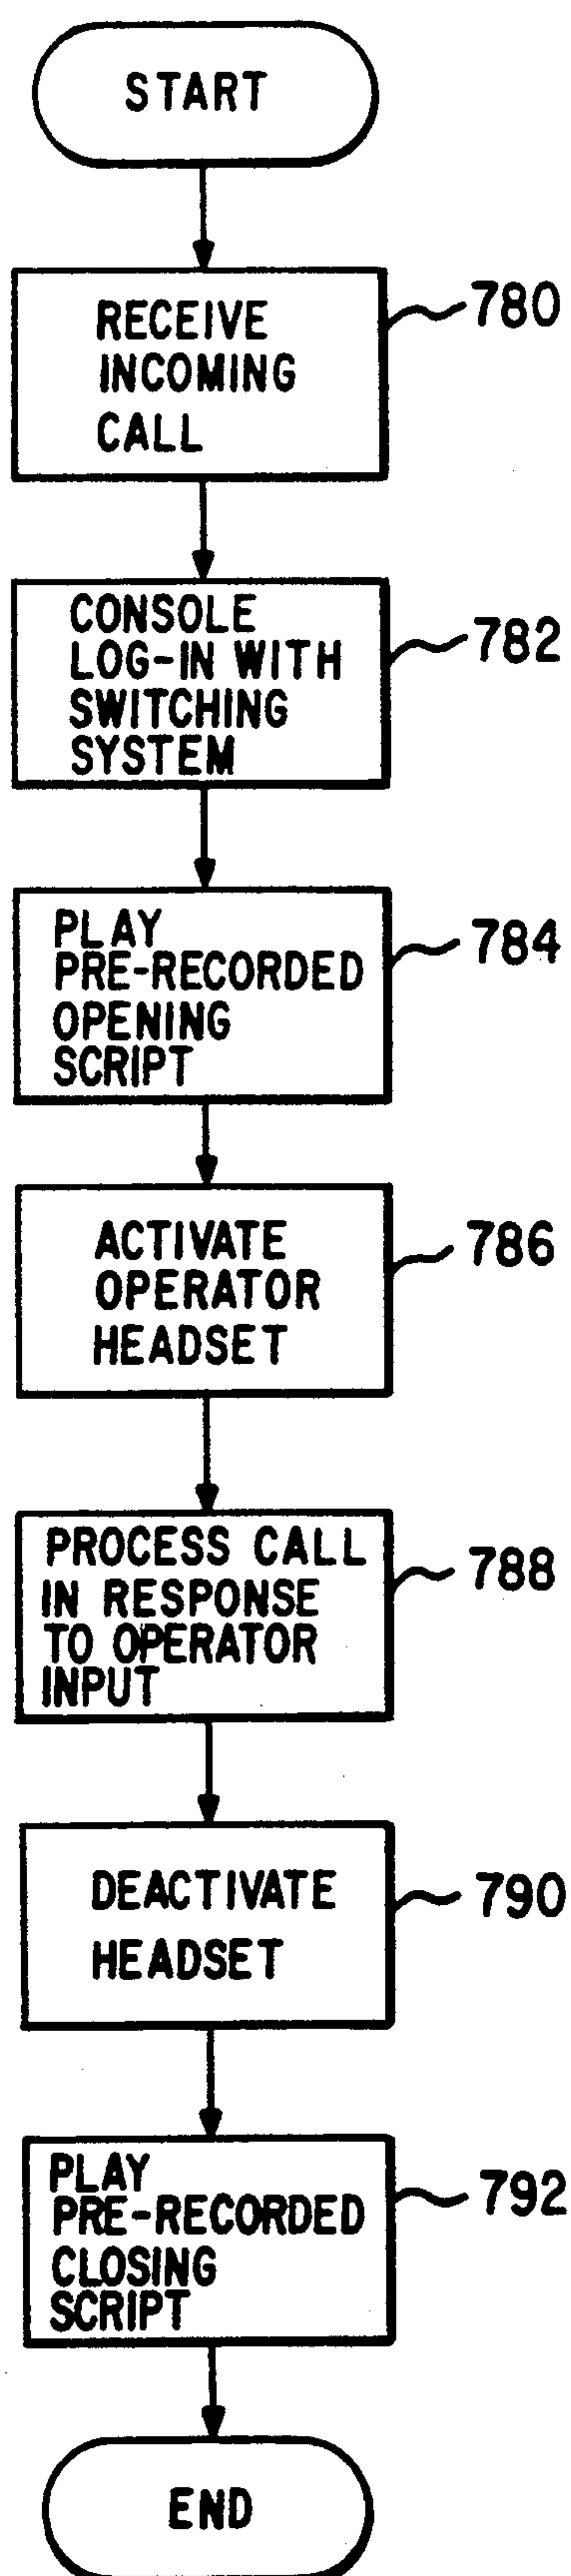 START
RECEIVE
INCOMING
CALL
780
CONSOLE
LOG-IN WITH
SWITCHING
SYSTEM
782
PLAY
PRE-RECORDED
OPENING
SCRIPT
784
ACTIVATE
OPERATOR
HEADSET
786
PROCESS CALL
IN RESPONSE
TO OPERATOR
INPUT
788
DEACTIVATE
HEADSET
790
PLAY
PRE-RECORDED
CLOSING
SCRIPT
792
END